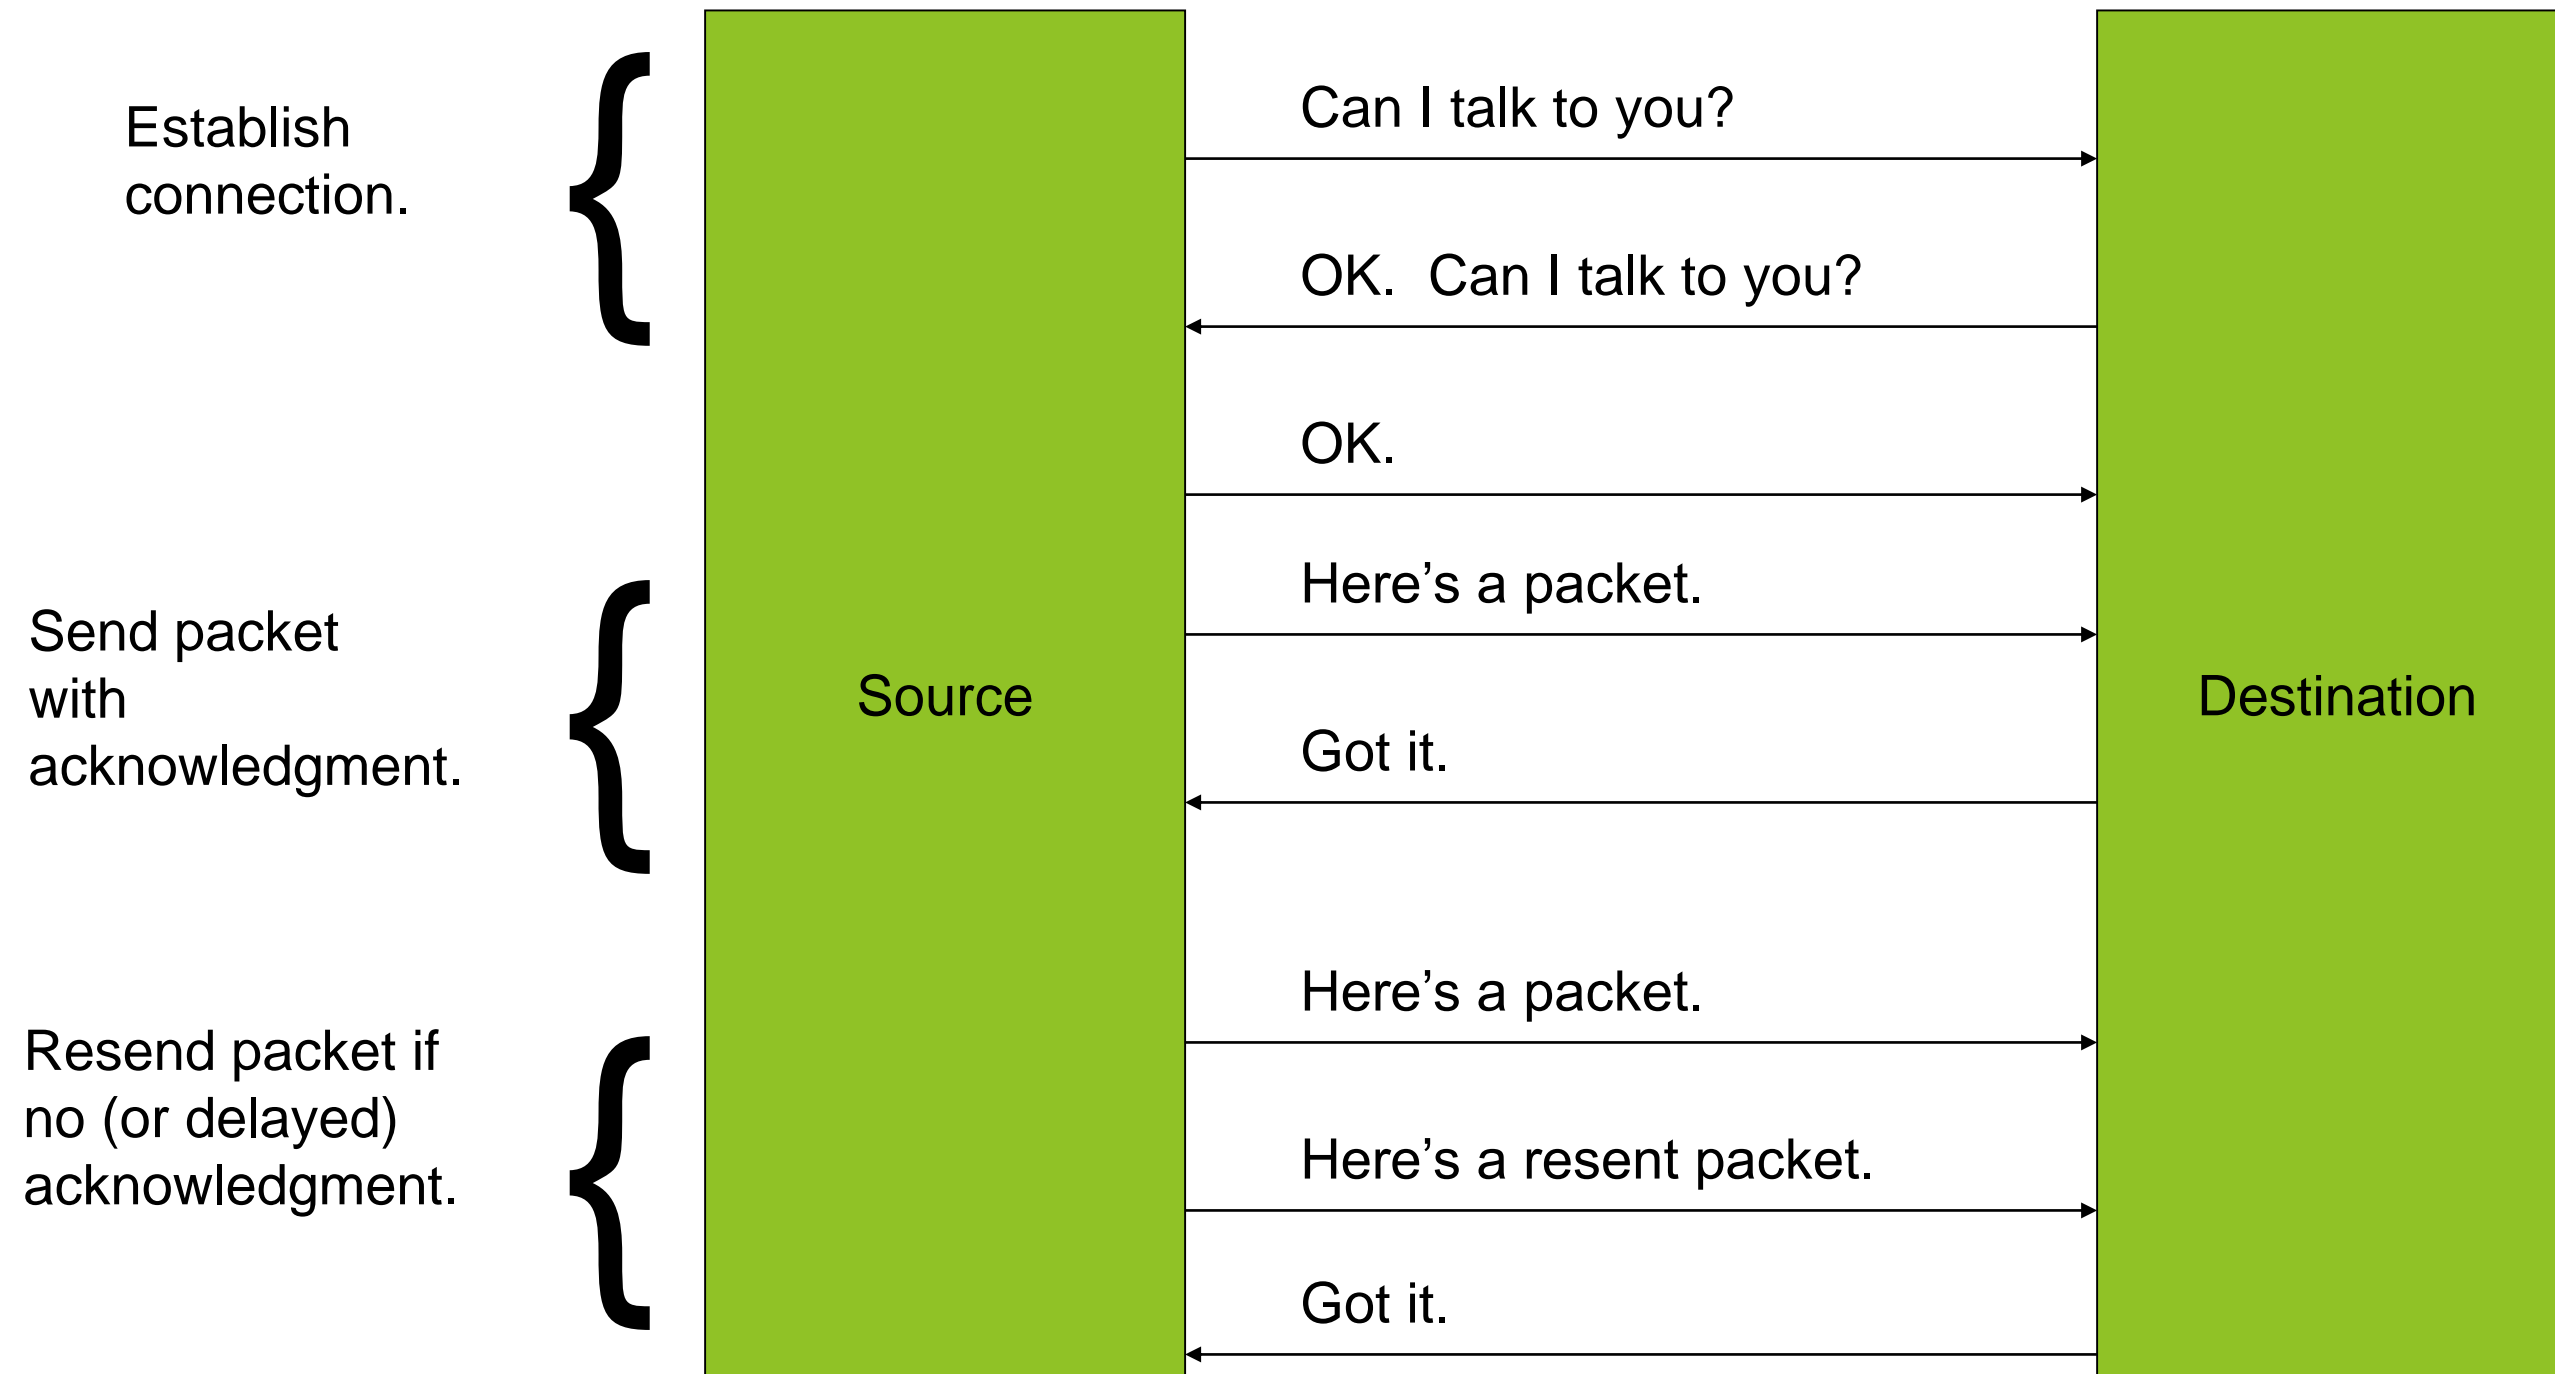 Establish
connection.
Can I talk to you?
OK.  Can I talk to you?
OK.
Send packet
with
acknowledgment.
Source
Here’s a packet.
Got it.
Destination
Resend packet if
no (or delayed)
acknowledgment.
Here’s a packet.
Here’s a resent packet.
Got it.